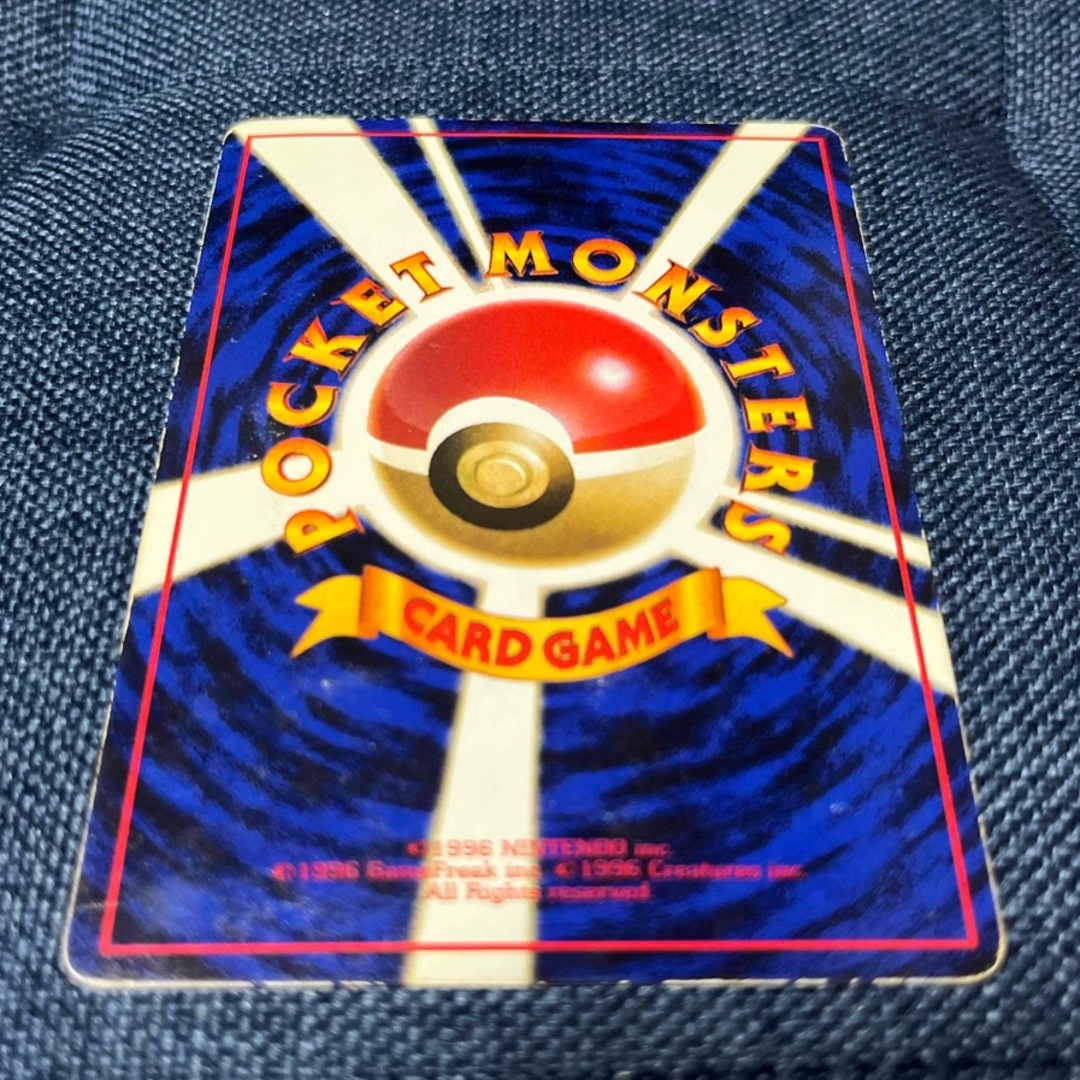 POCKET MONSTERS
CARD GAME
©1996 NINTENDO inc.
©1996 GameFreak inc. ©1996 Creatures inc.
All Rights reserved